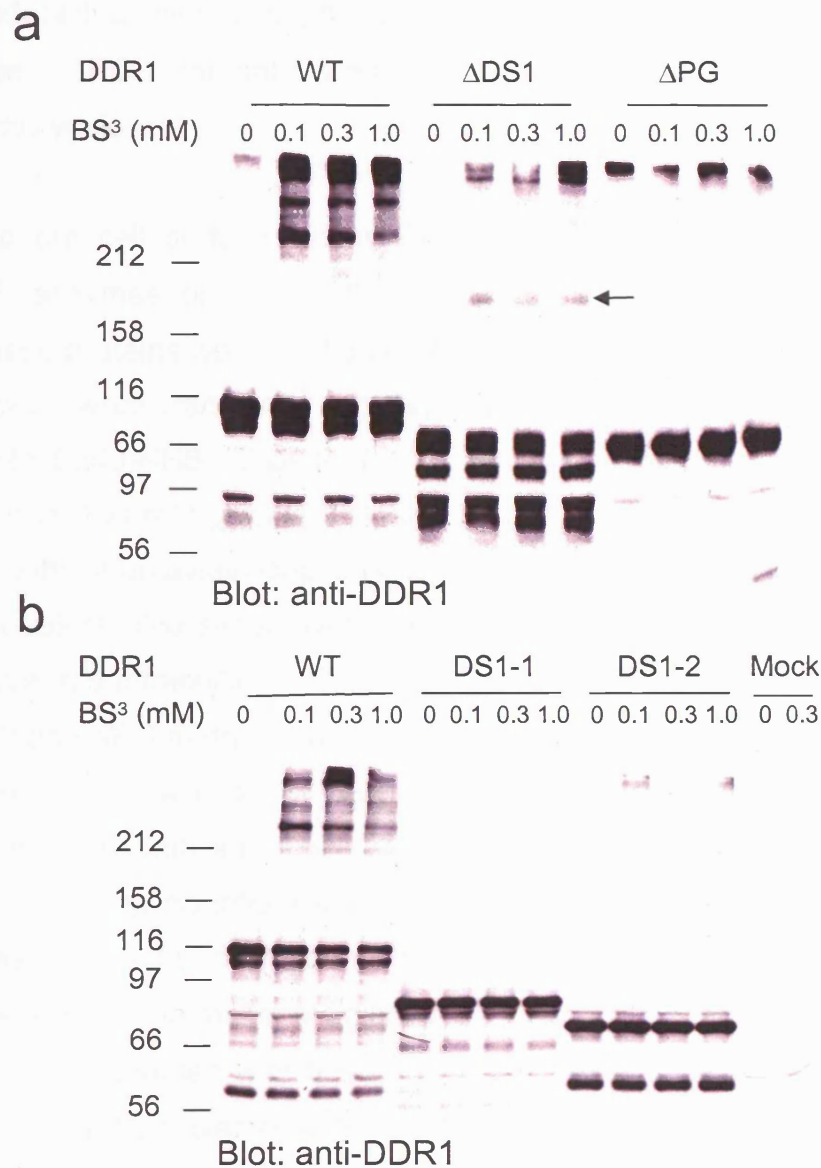 a
DDR1 WT ΔDS1 ΔPG
BS³ (mM) 0 0.1 0.3 1.0 0 0.1 0.3 1.0 0 0.1 0.3 1.0
212
158
116
66
97
56
Blot: anti-DDR1
b
DDR1 WT DS1-1 DS1-2 Mock
BS³ (mM) 0 0.1 0.3 1.0 0 0.1 0.3 1.0 0 0.1 0.3 1.0 0 0.3
212
158
116
97
66
56
Blot: anti-DDR1